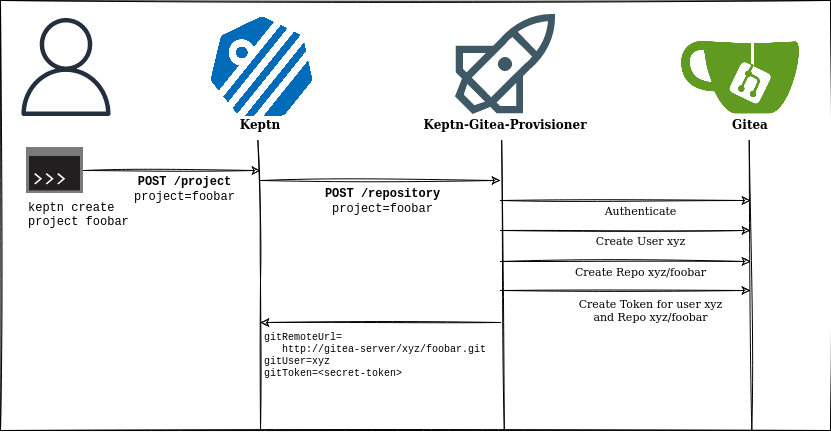 Keptn
Keptn-Gitea-Provisioner
Gitea
>>>
keptn create
project foobar
POST /project
project=foobar
POST /repository
project=foobar
Authenticate
Create User xyz
Create Repo xyz/foobar
Create Token for user xyz
and Repo xyz/foobar
gitRemoteUrl=
http://gitea-server/xyz/foobar.git
gitUser=xyz
gitToken=<secret-token>